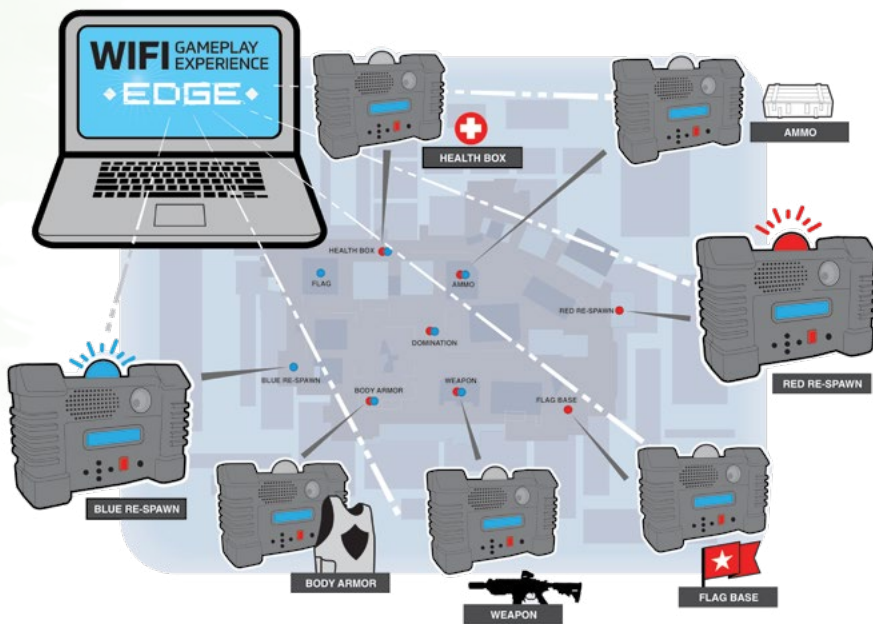 WIFI GAMEPLAY
EXPERIENCE
EDGE
HEALTH BOX
AMMO
HEALTH BOX
FLAG
AMMO
RED RE-SPAWN
DOMINATION
BLUE RE-SPAWN
BODY ARMOR
WEAPON
FLAG BASE
RED RE-SPAWN
BLUE RE-SPAWN
BODY ARMOR
WEAPON
FLAG BASE